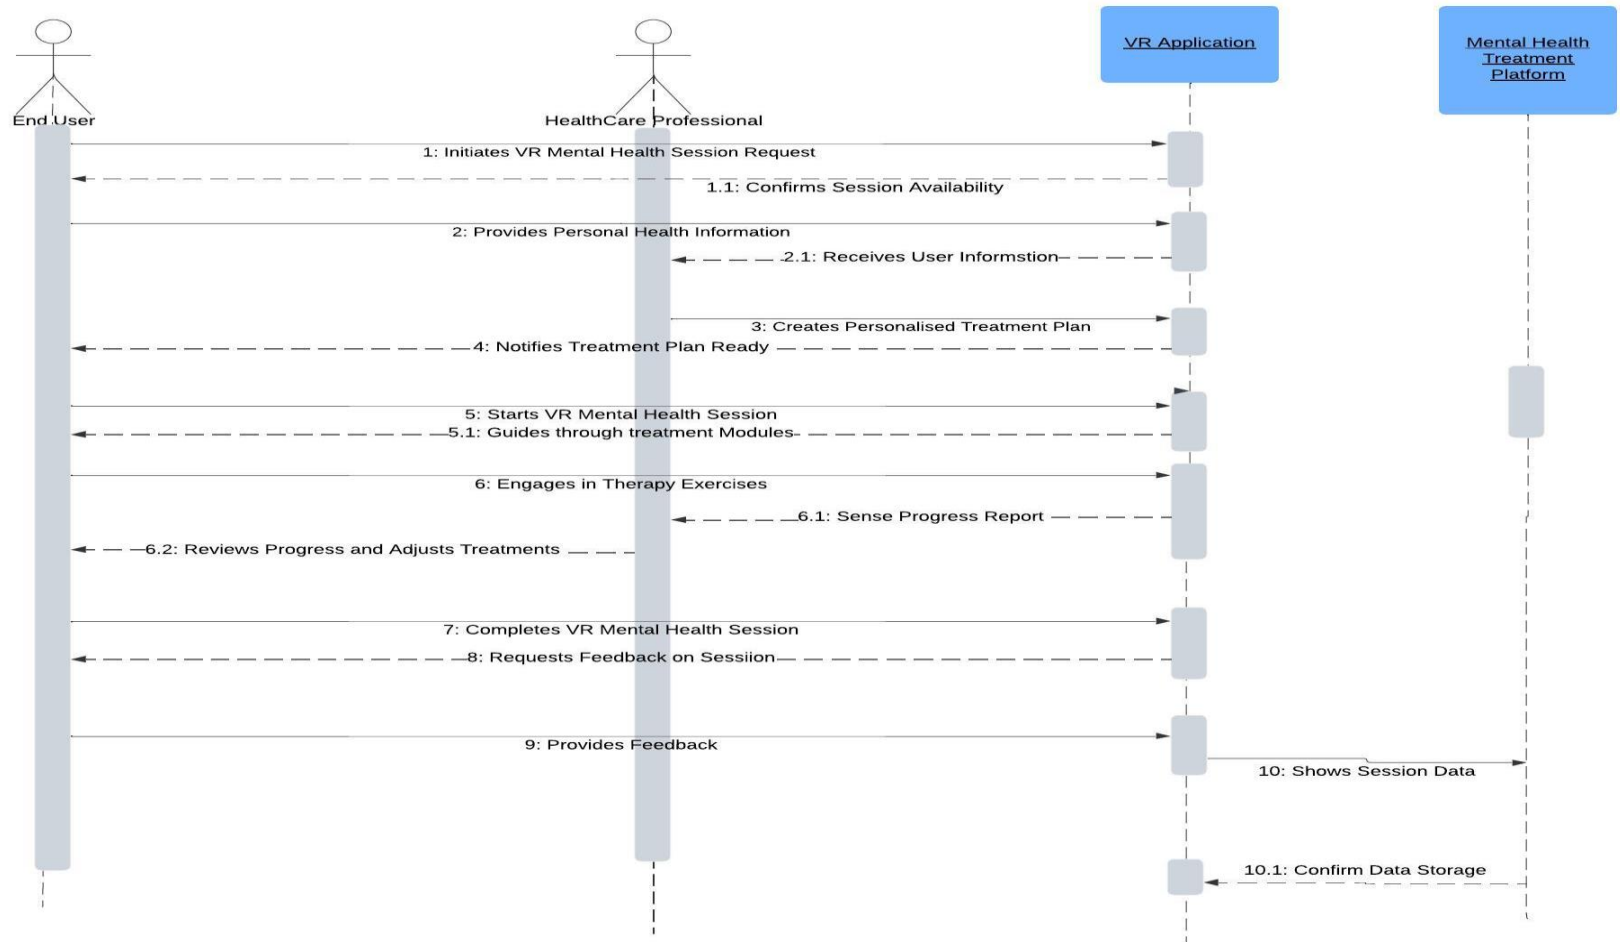 VR Application
Mental Health
Treatment
Platform
End User
HealthCare Professional
1: Initiates VR Mental Health Session Request
1.1: Confirms Session Availability
2: Provides Personal Health Information
2.1: Receives User Informstion
3: Creates Personalised Treatment Plan
4: Notifies Treatment Plan Ready
5: Starts VR Mental Health Session
5.1: Guides through treatment Modules
6: Engages in Therapy Exercises
6.1: Sense Progress Report
6.2: Reviews Progress and Adjusts Treatments
7: Completes VR Mental Health Session
8: Requests Feedback on Sessiion
9: Provides Feedback
10: Shows Session Data
10.1: Confirm Data Storage